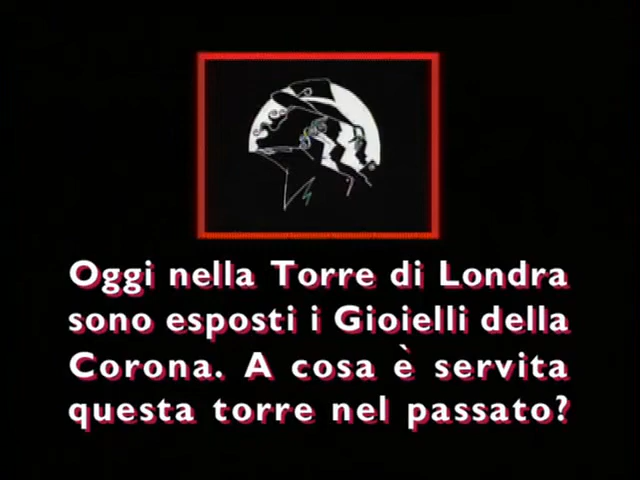 Oggi nella Torre di Londra
sono esposti i Gioielli della
Corona. A cosa è servita
questa torre nel passato?